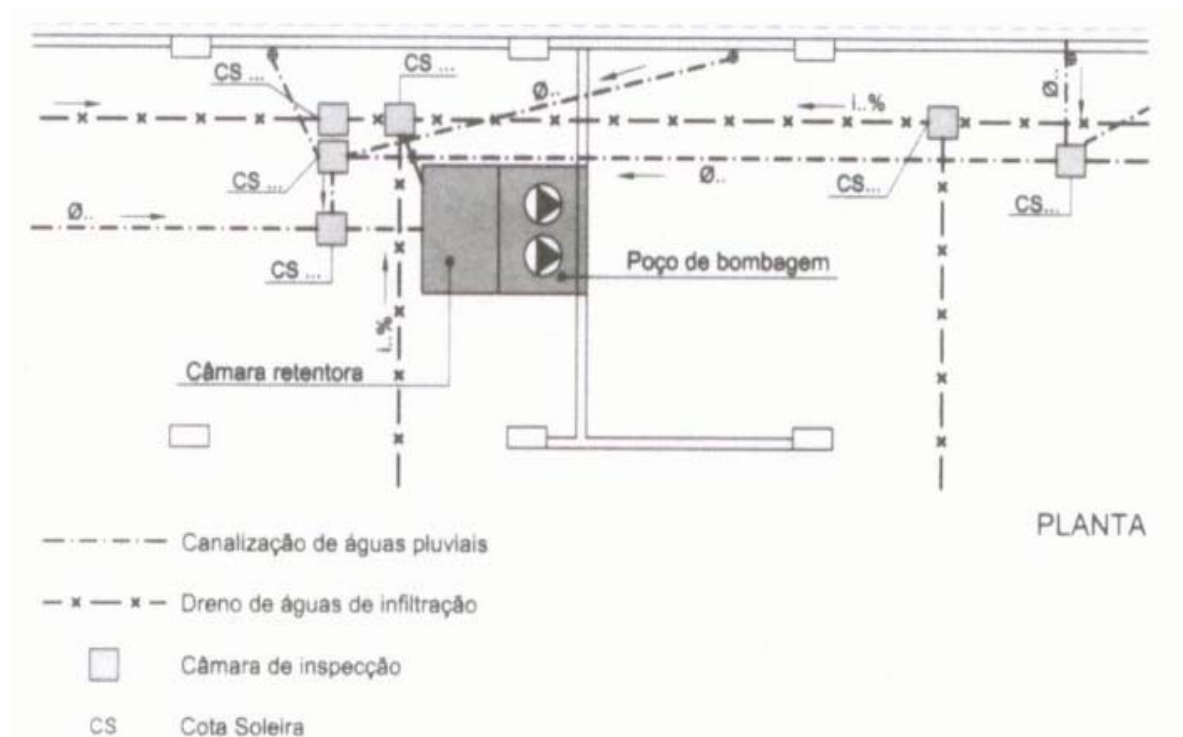 CS ...
CS ...
Ø..
i..%
Ø..
CS ...
Ø..
CS...
CS...
Ø..
CS ...
Poço de bombagem
i..%
Câmara retentora
PLANTA
Canalização de águas pluviais
Dreno de águas de infiltração
Câmara de inspecção
CS Cota Soleira